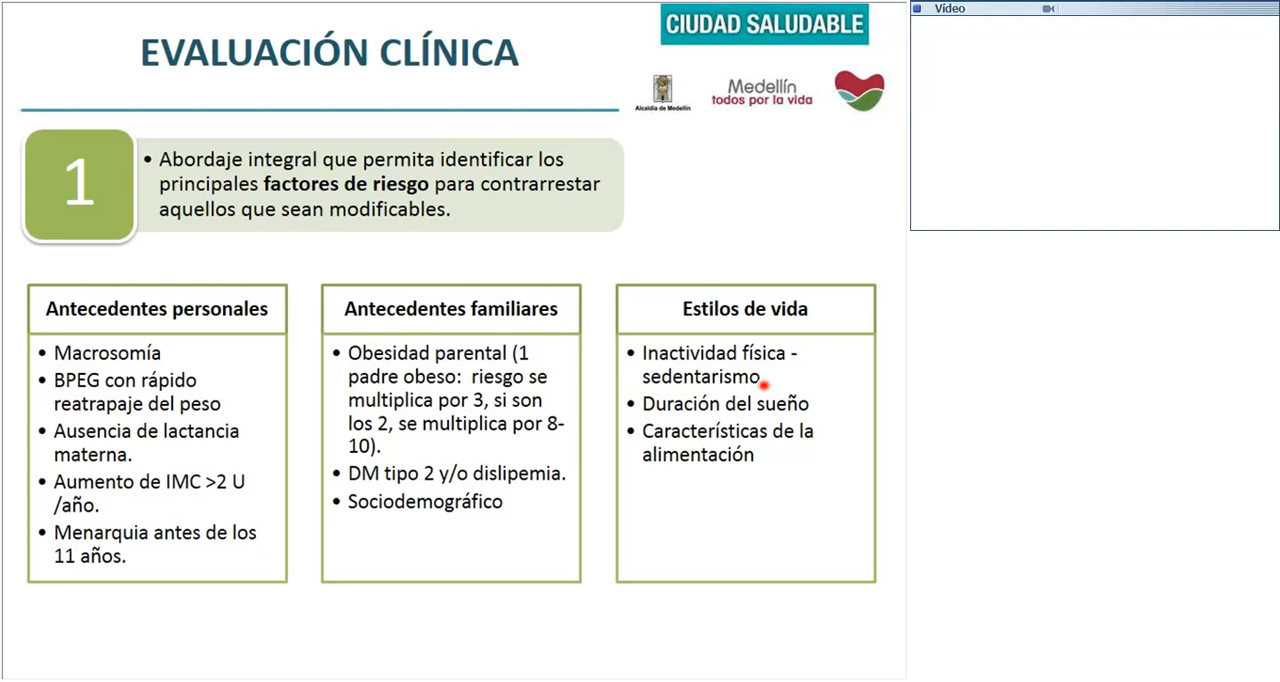 CIUDAD SALUDABLE
EVALUACIÓN CLÍNICA
Alcaldía de Medellín
Medellín
todos por la vida
1
• Abordaje integral que permita identificar los
principales factores de riesgo para contrarrestar
aquellos que sean modificables.
Antecedentes personales
• Macrosomía
• BPEG con rápido
reatrapaje del peso
• Ausencia de lactancia
materna.
• Aumento de IMC >2 U
/año.
• Menarquia antes de los
11 años.
Antecedentes familiares
• Obesidad parental (1
padre obeso: riesgo se
multiplica por 3, si son
los 2, se multiplica por 8-
10).
• DM tipo 2 y/o dislipemia.
• Sociodemográfico
Estilos de vida
• Inactividad física -
sedentarismo
• Duración del sueño
• Características de la
alimentación
Vídeo